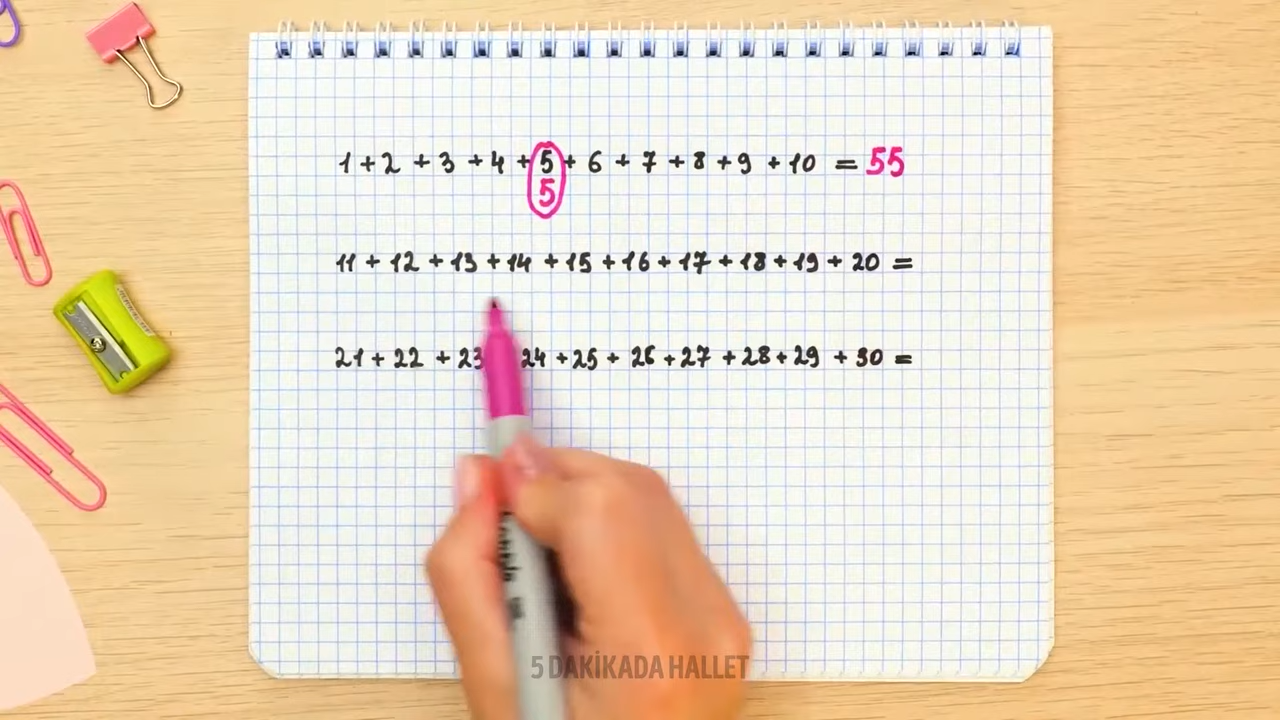 1 + 2 + 3 + 4 + 5 + 6 + 7 + 8 + 9 + 10 = 55
5
11 + 12 + 13 + 14 + 15 + 16 + 17 + 18 + 19 + 20 =
21 + 22 + 23 24 + 25 + 26 + 27 + 28 + 29 + 30 =
5 DAKİKADA HALLET